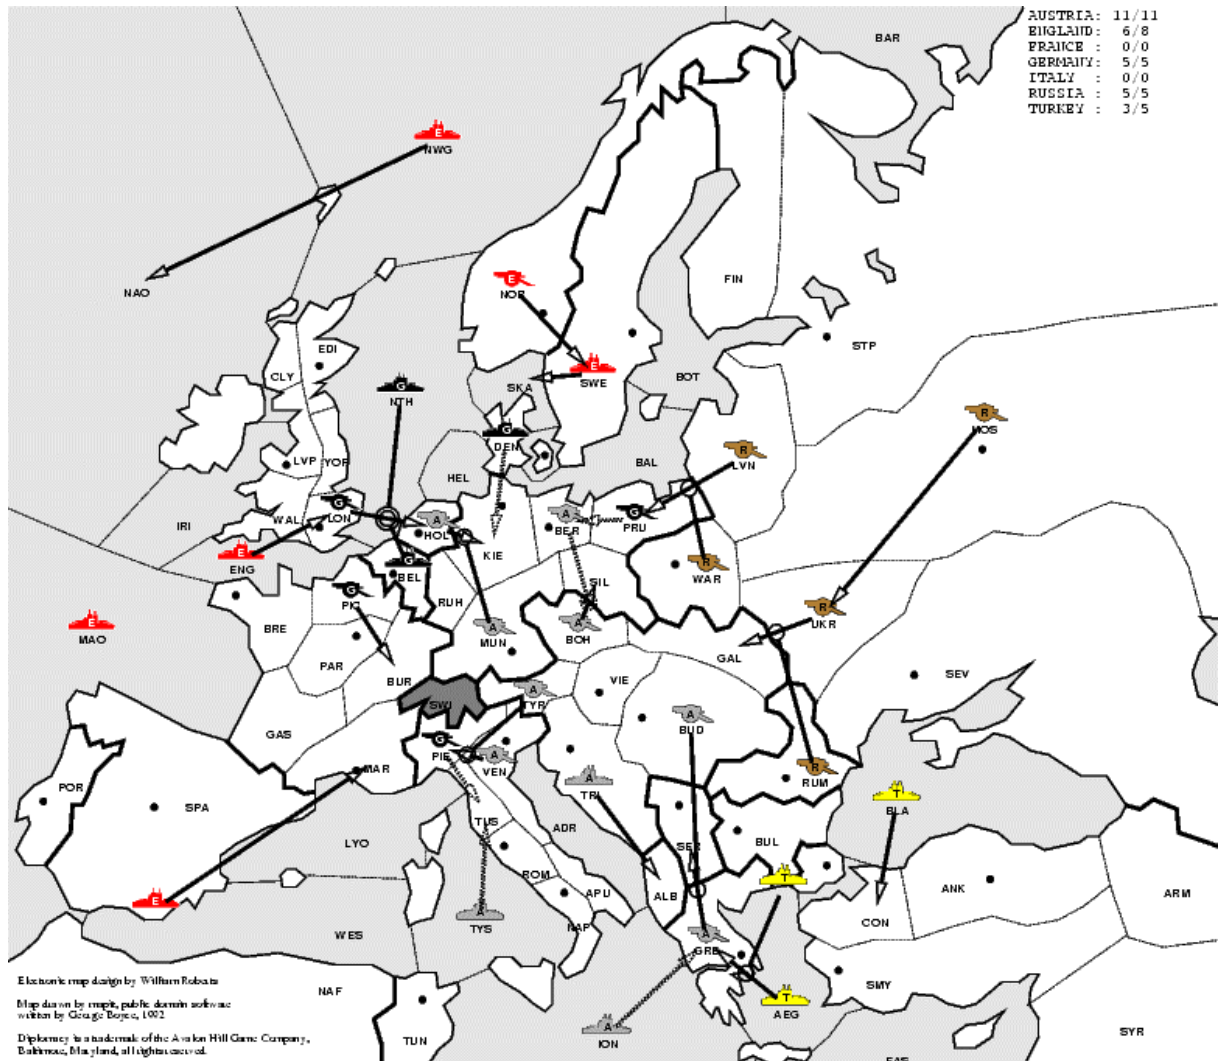 AUSTRIA: 11/11
ENGLAND: 6/8
FRANCE : 0/0
GERMANY: 5/5
ITALY : 0/0
RUSSIA : 5/5
TURKEY : 3/5
BAR
E
NWG
NAO
E
NOR
FIN
EDI
STP
CLY
G
NTH
SKA
E
SWE
BOT
R
MOS
G
DEN
LVP
YOR
HEL
BAL
R
LVN
IRI
WAL
G
LON
A
HOL
KIE
A
BER
G
PRU
E
ENG
G
BEL
RUH
SIL
R
WAR
G
PIC
E
MAO
BRE
A
MUN
A
BOH
R
UKR
PAR
BUR
GAL
SEV
VIE
SWI
A
TYR
A
BUD
GAS
G
PIE
A
VEN
MAR
A
TRI
R
RUM
T
BLA
POR
SPA
LYO
TUS
ADR
SER
BUL
ROM
APU
ALB
T
ANK
ARM
E
WES
A
TYS
NAP
A
GRE
CON
NAF
SMY
T
AEG
TUN
A
ION
SYR
EAS
Electronic map design by William Roberts
Map drawn by mapit, public domain software
written by George Boyce, 1992
Diplomacy is a trademark of the Avalon Hill Game Company,
Baltimore, Maryland, all rights reserved.